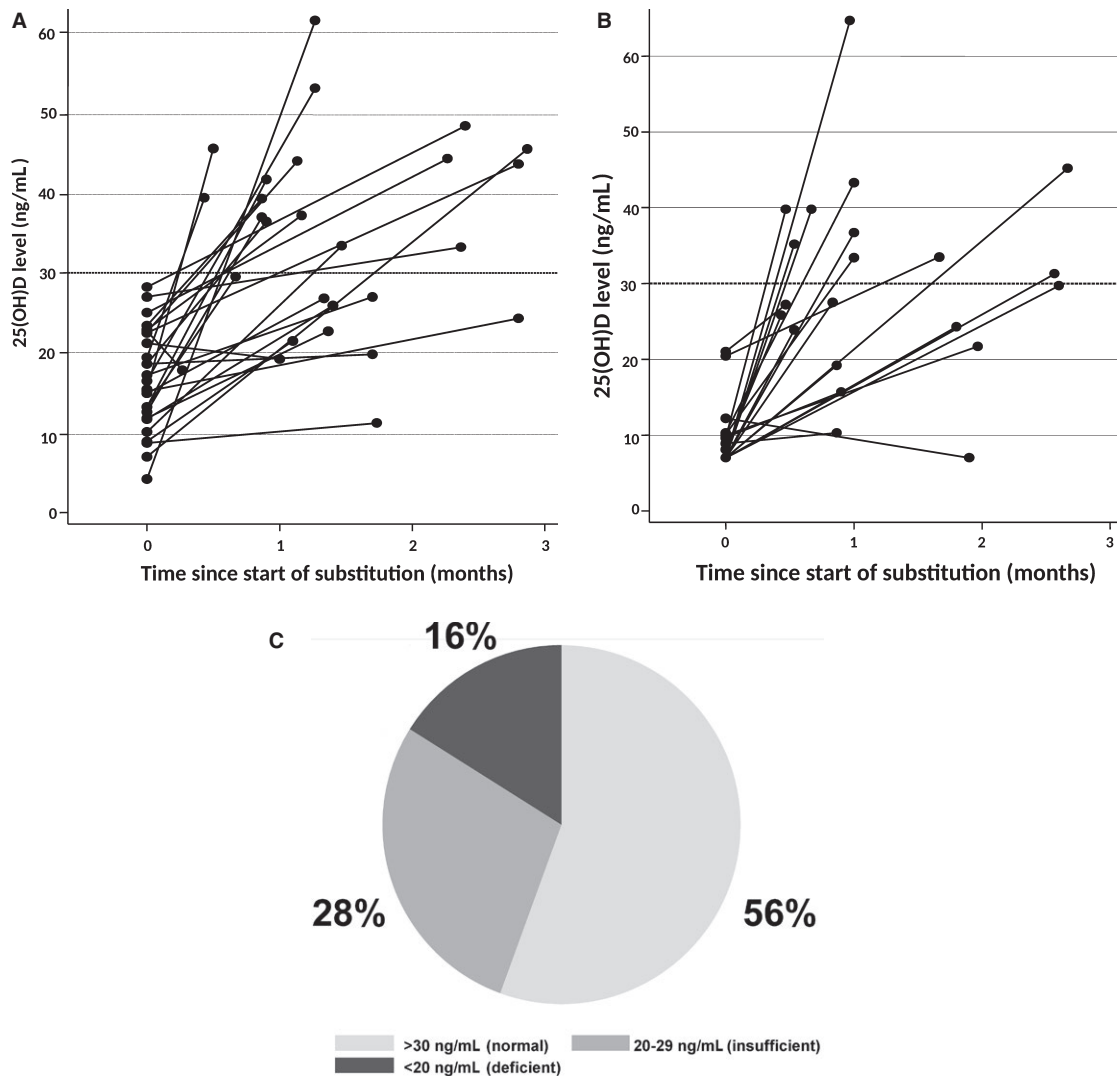 A
25(OH)D level (ng/mL)
60
50
40
30
20
10
0
0 1 2 3
Time since start of substitution (months)
B
25(OH)D level (ng/mL)
60
50
40
30
20
10
0
0 1 2 3
Time since start of substitution (months)
C
16%
28%
56%
>30 ng/mL (normal) 20-29 ng/mL (insufficient)
<20 ng/mL (deficient)